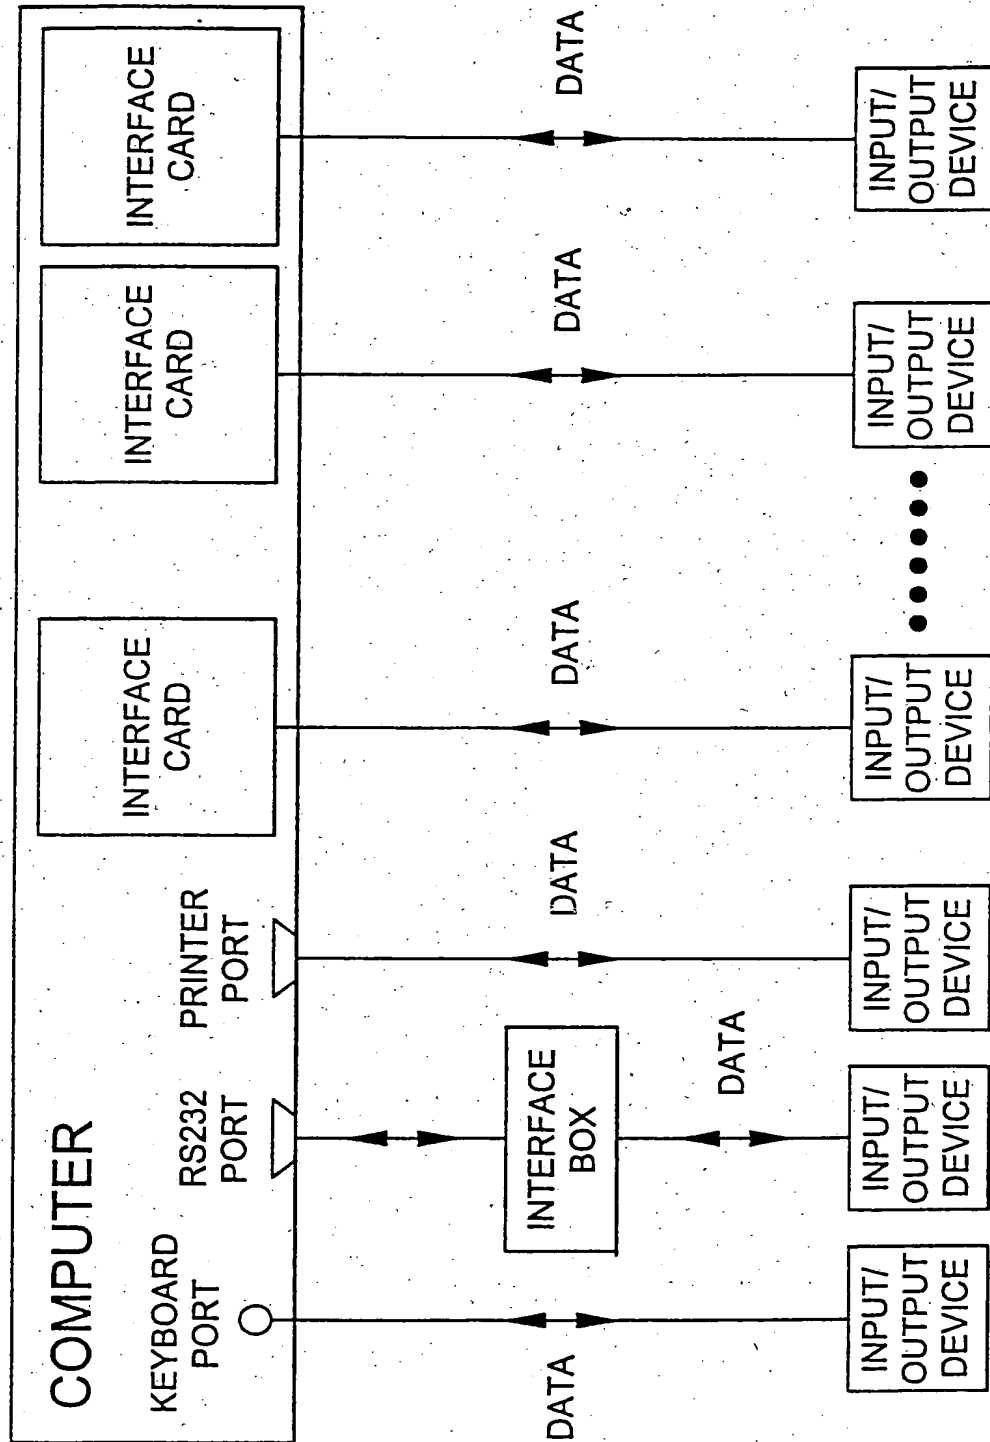 COMPUTER
KEYBOARD
PORT
RS232
PORT
PRINTER
PORT
INTERFACE
CARD
INTERFACE
CARD
INTERFACE
CARD
DATA
INTERFACE
BOX
DATA
DATA
DATA
DATA
DATA
INPUT/
OUTPUT
DEVICE
INPUT/
OUTPUT
DEVICE
INPUT/
OUTPUT
DEVICE
INPUT/
OUTPUT
DEVICE
INPUT/
OUTPUT
DEVICE
INPUT/
OUTPUT
DEVICE